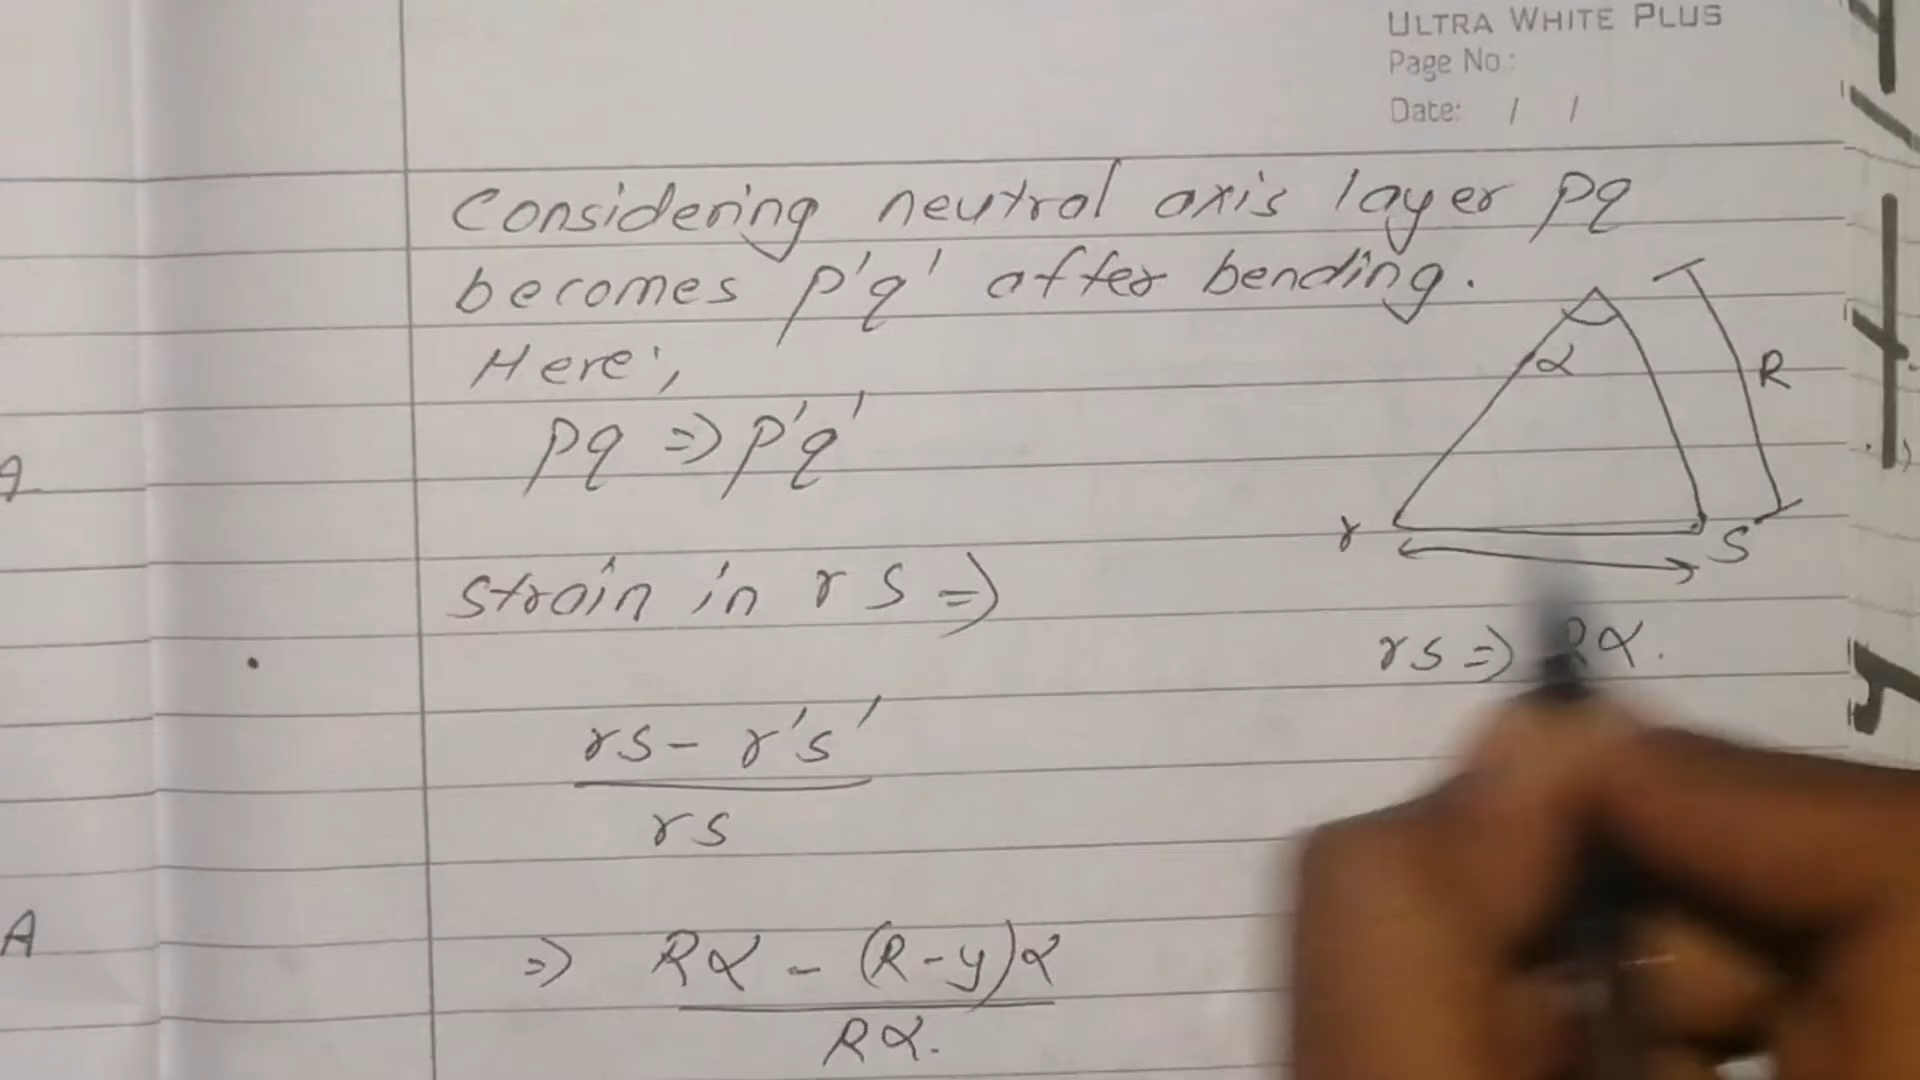 ULTRA WHITE PLUS
Page No.:
Date: / /
Considering neutral axis layer pq
becomes p'q' after bending.
Here',
pq => p'q'
α
R
r
S
strain in rs =>
rs => Rα.
rs - r's'
rs
A
=> Rα - (R-y)α
Rα.